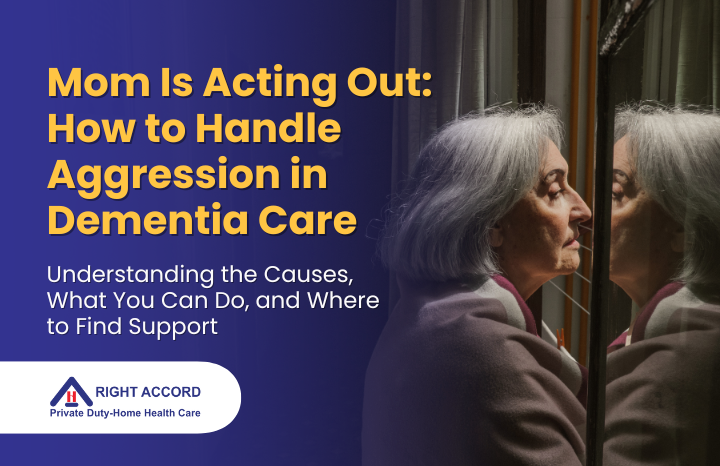 Mom Is Acting Out:
How to Handle
Aggression in
Dementia Care
Understanding the Causes,
What You Can Do, and Where
to Find Support
H
RIGHT ACCORD
Private Duty-Home Health Care